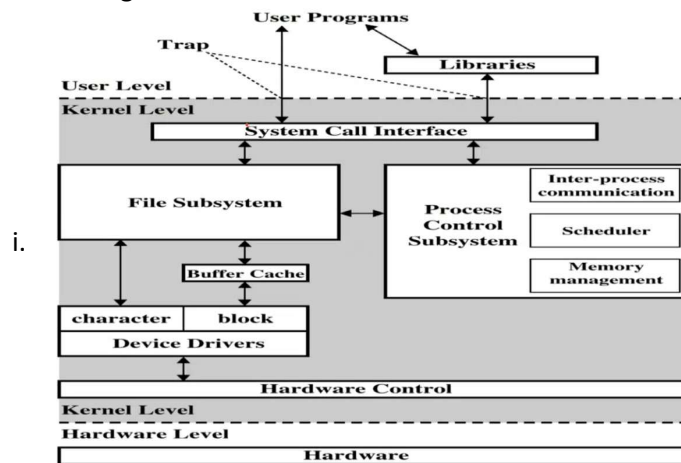 User Programs
Trap
Libraries
User Level
Kernel Level
System Call Interface
File Subsystem
Inter-process
communication
Process
Control
Subsystem
Scheduler
Memory
management
i.
Buffer Cache
character block
Device Drivers
Hardware Control
Kernel Level
Hardware Level
Hardware